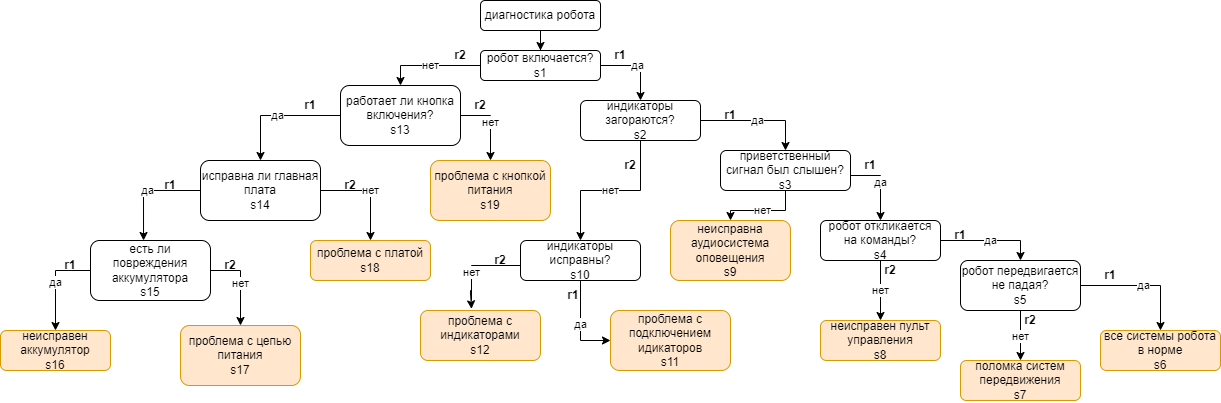 диагностика робота
робот включается?
s1
r2
нет
r1
да
работает ли кнопка
включения?
s13
r1
да
r2
нет
индикаторы
загораются?
s2
r1
да
r2
нет
исправна ли главная
плата
s14
r1
да
r2
нет
проблема с кнопкой
питания
s19
приветственный
сигнал был слышен?
s3
r1
да
нет
есть ли
повреждения
аккумулятора
s15
r1
да
r2
нет
проблема с платой
s18
индикаторы
исправны?
s10
r2
нет
r1
да
неисправна
аудиосистема
оповещения
s9
робот откликается
на команды?
s4
r1
да
r2
нет
робот передвигается
не падая?
s5
r1
да
r2
нет
неисправен
аккумулятор
s16
проблема с цепью
питания
s17
проблема с
индикаторами
s12
проблема с
подключением
идикаторов
s11
неисправен пульт
управления
s8
все системы робота
в норме
s6
поломка систем
передвижения
s7